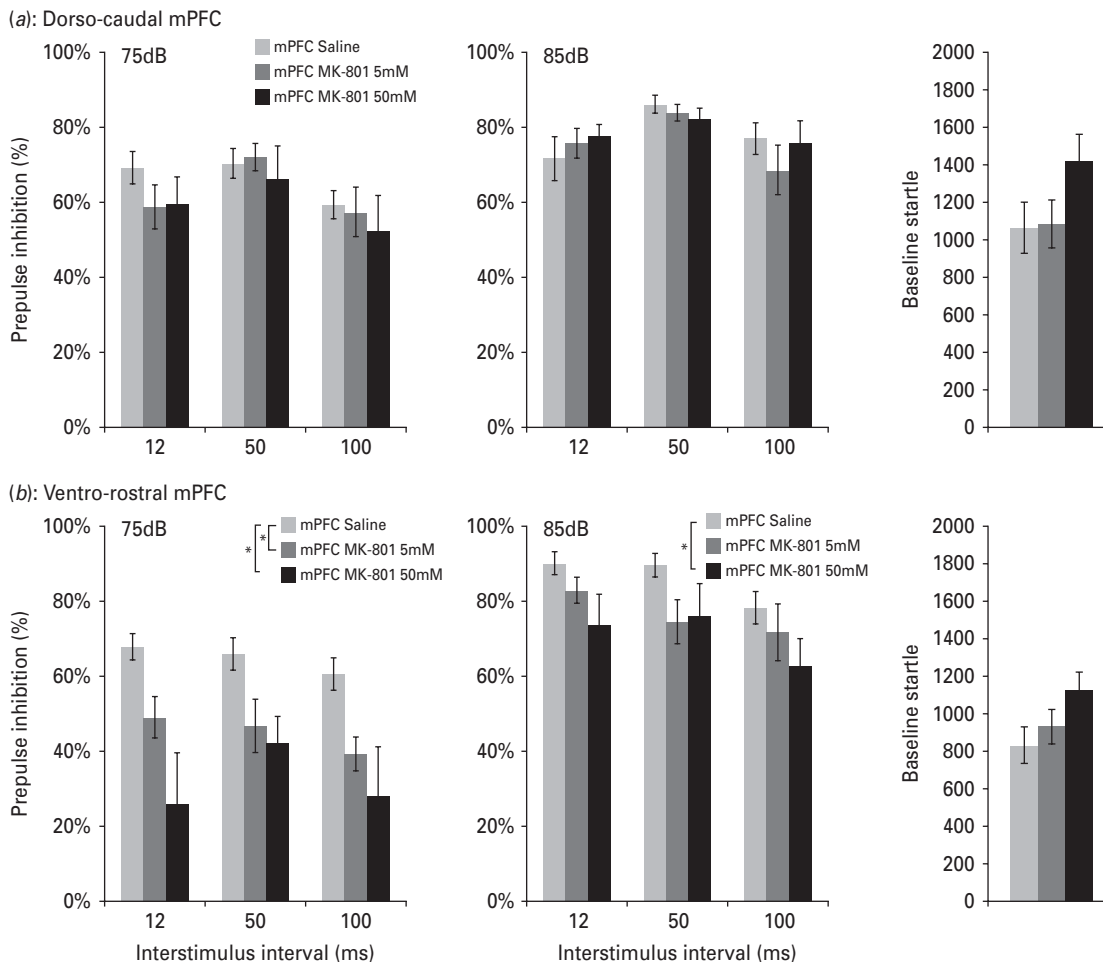 (a): Dorso-caudal mPFC
100%
80%
60%
40%
20%
0%
Prepulse inhibition (%)
75dB
mPFC Saline
mPFC MK-801 5mM
mPFC MK-801 50mM
12 50 100
100%
80%
60%
40%
20%
0%
85dB
12 50 100
2000
1800
1600
1400
1200
1000
800
600
400
200
0
Baseline startle
(b): Ventro-rostral mPFC
100%
80%
60%
40%
20%
0%
Prepulse inhibition (%)
75dB
* * mPFC Saline
mPFC MK-801 5mM
mPFC MK-801 50mM
12 50 100
Interstimulus interval (ms)
100%
80%
60%
40%
20%
0%
85dB
* mPFC Saline
mPFC MK-801 5mM
mPFC MK-801 50mM
12 50 100
Interstimulus interval (ms)
2000
1800
1600
1400
1200
1000
800
600
400
200
0
Baseline startle